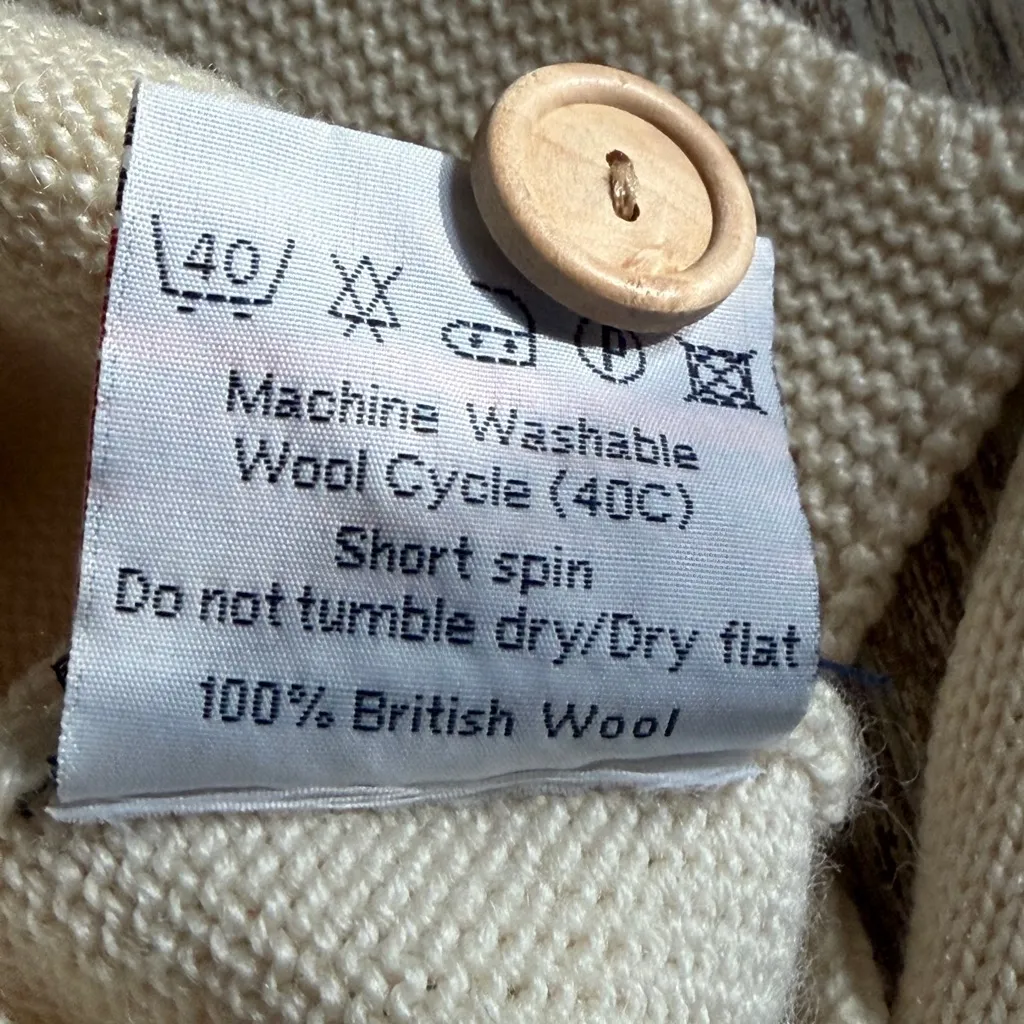 40 P
Machine Washable
Wool Cycle (40C)
Short spin
Do not tumble dry/Dry flat
100% British Wool